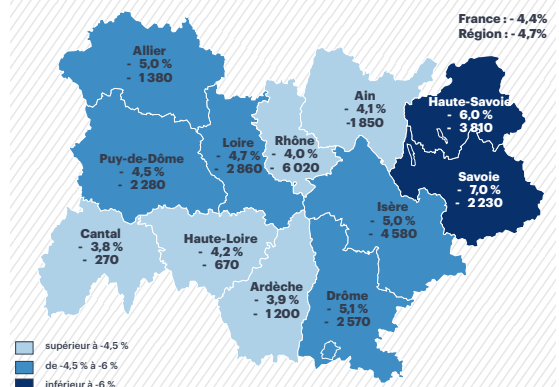 France : - 4,4%
Région : - 4,7%
Allier
- 5,0 %
- 1 380
Ain
- 4,1 %
-1 850
Haute-Savoie
- 6,0 %
- 3 810
Puy-de-Dôme
- 4,5 %
- 2 280
Loire
- 4,7 %
- 2 860
Rhône
- 4,0 %
- 6 020
Savoie
- 7,0 %
- 2 230
Isère
- 5,0 %
- 4 580
Cantal
- 3,8 %
- 270
Haute-Loire
- 4,2 %
- 670
Ardèche
- 3,9 %
- 1 200
Drôme
- 5,1 %
- 2 570
supérieur à -4,5 %
de -4,5 % à -6 %
inférieur à -6 %